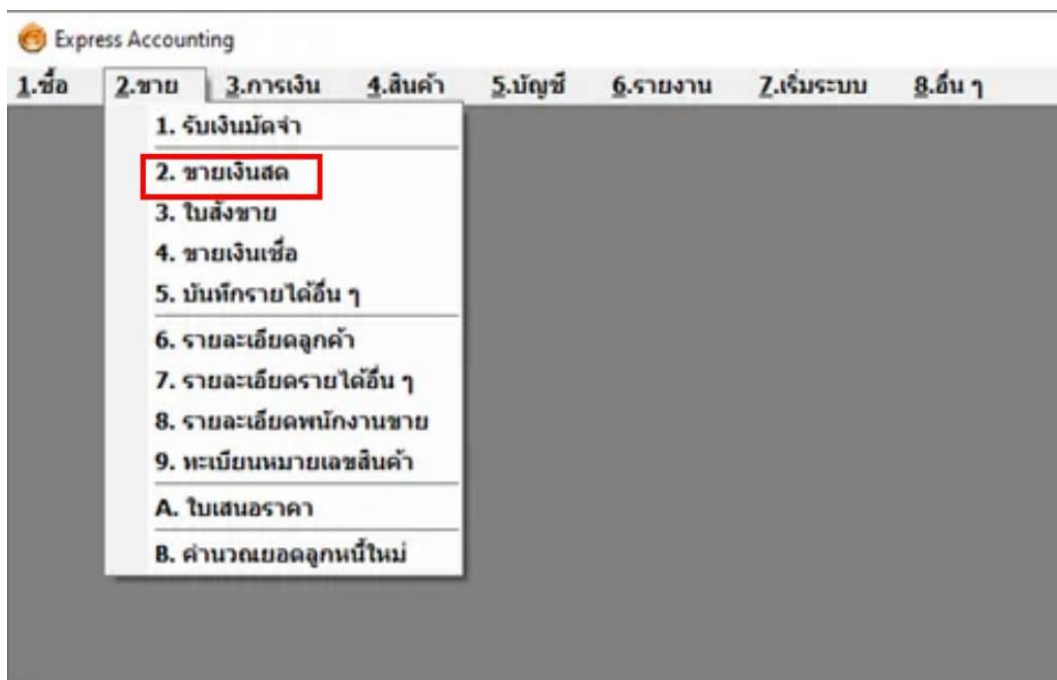 Express Accounting
1.ซื้อ 2.ขาย 3.การเงิน 4.สินค้า 5.บัญชี 6.รายงาน 7.เริ่มระบบ 8.อื่น ๆ
1. รับเงินมัดจำ
2. ขายเงินสด
3. ใบสั่งขาย
4. ขายเงินเชื่อ
5. บันทึกรายได้อื่น ๆ
6. รายละเอียดลูกค้า
7. รายละเอียดรายได้อื่น ๆ
8. รายละเอียดพนักงานขาย
9. ทะเบียนหมายเลขสินค้า
A. ใบเสนอราคา
B. คำนวณยอดลูกหนี้ใหม่